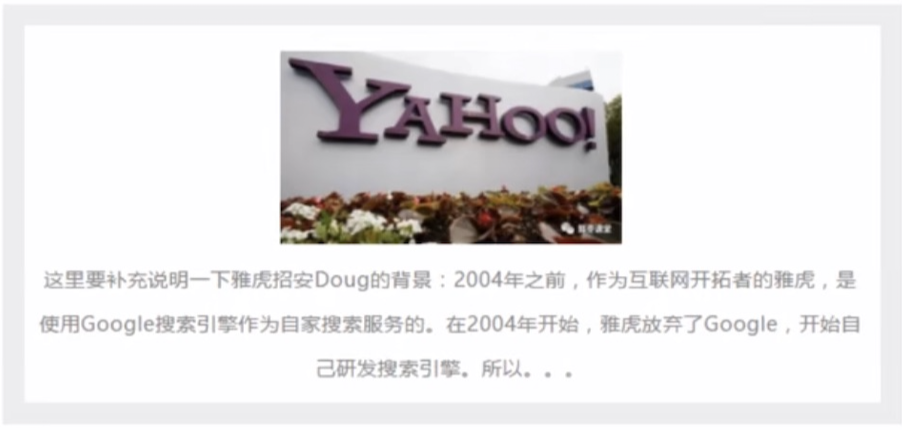 YAHOO!
这里要补充说明一下雅虎招安Doug的背景：2004年之前，作为互联网开拓者的雅虎，是
使用Google搜索引擎作为自家搜索服务的。在2004年开始，雅虎放弃了Google，开始自
己研发搜索引擎。所以。。。